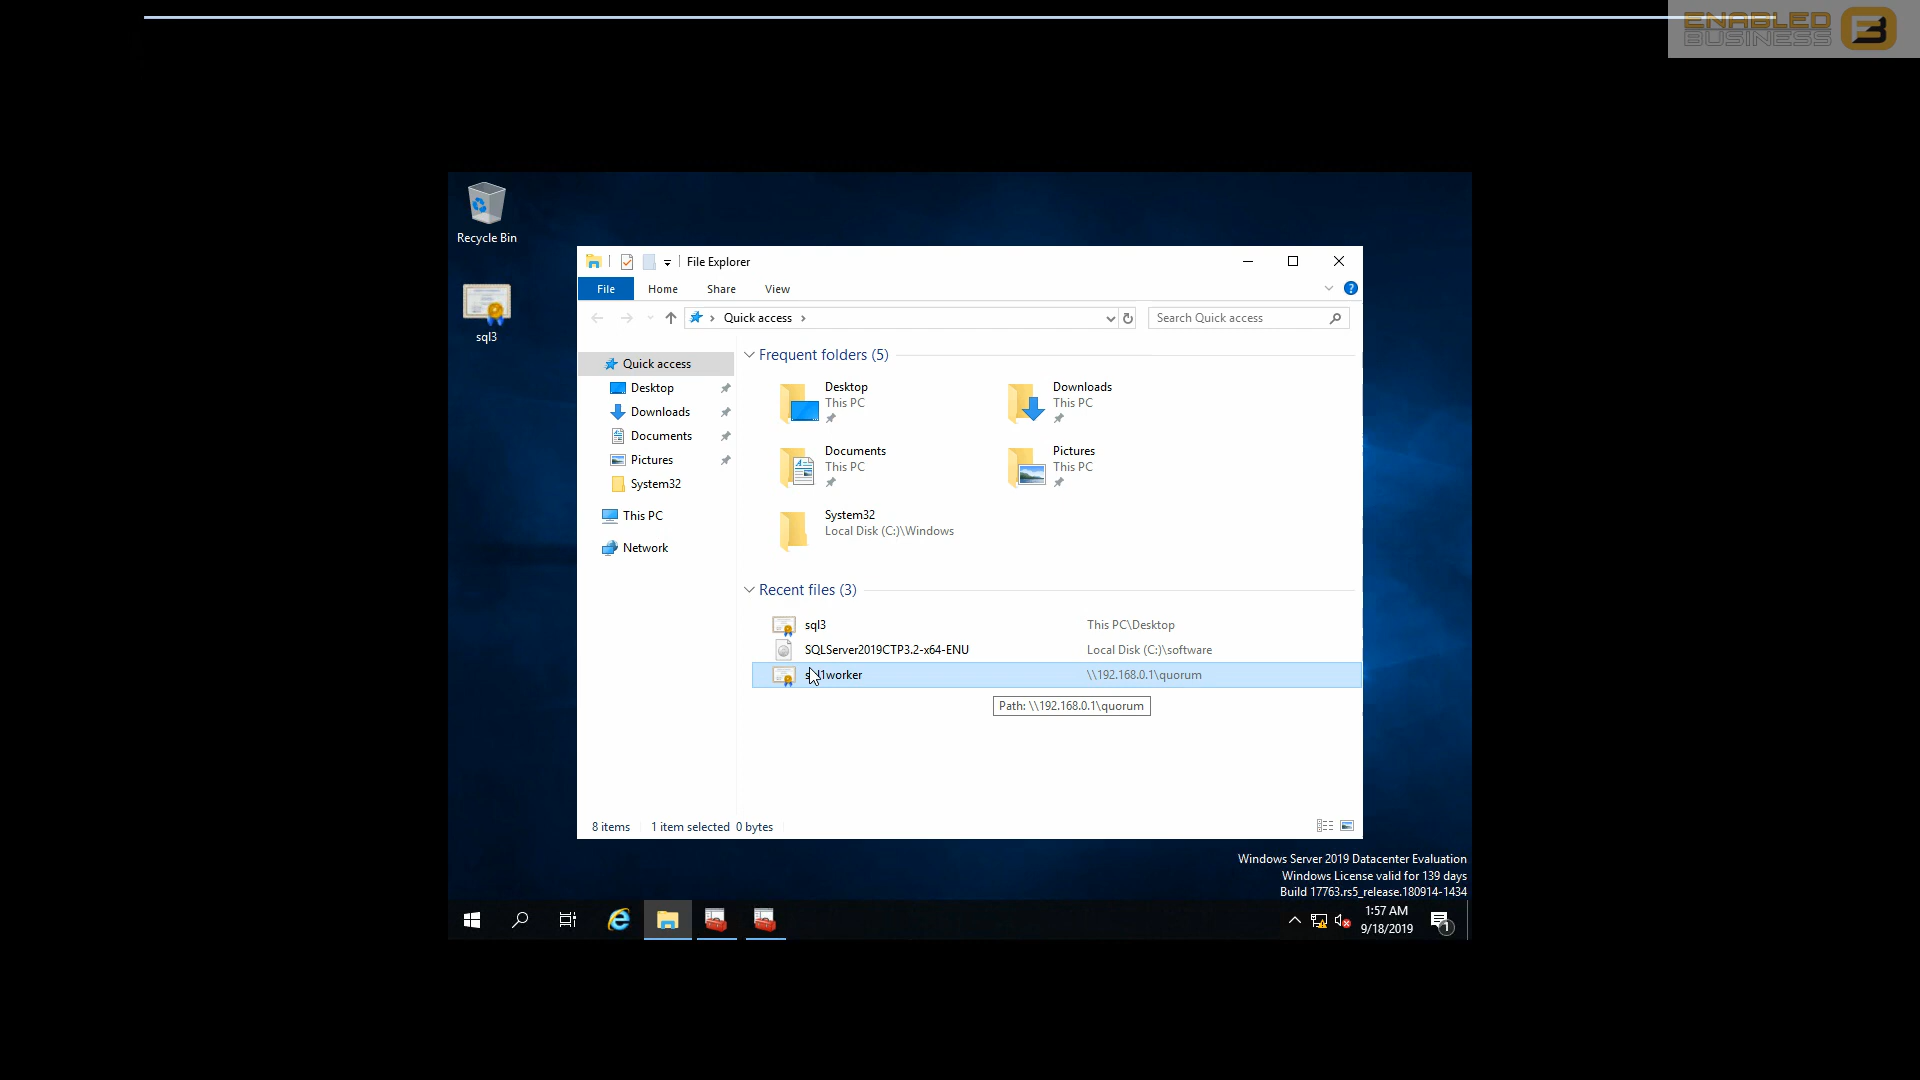 ENABLED
BUSINESS
Recycle Bin
sql3
File Explorer
File
Home
Share
View
Quick access
Search Quick access
Quick access
Desktop
Downloads
Documents
Pictures
System32
This PC
Network
Frequent folders (5)
Desktop
This PC
Downloads
This PC
Documents
This PC
Pictures
This PC
System32
Local Disk (C:)\Windows
Recent files (3)
sql3
This PC\Desktop
SQLServer2019CTP3.2-x64-ENU
Local Disk (C:)\software
sql1worker
\\192.168.0.1\quorum
Path: \\192.168.0.1\quorum
8 items
1 item selected 0 bytes
Windows Server 2019 Datacenter Evaluation
Windows License valid for 139 days
Build 17763.rs5_release.180914-1434
1:57 AM
9/18/2019
1